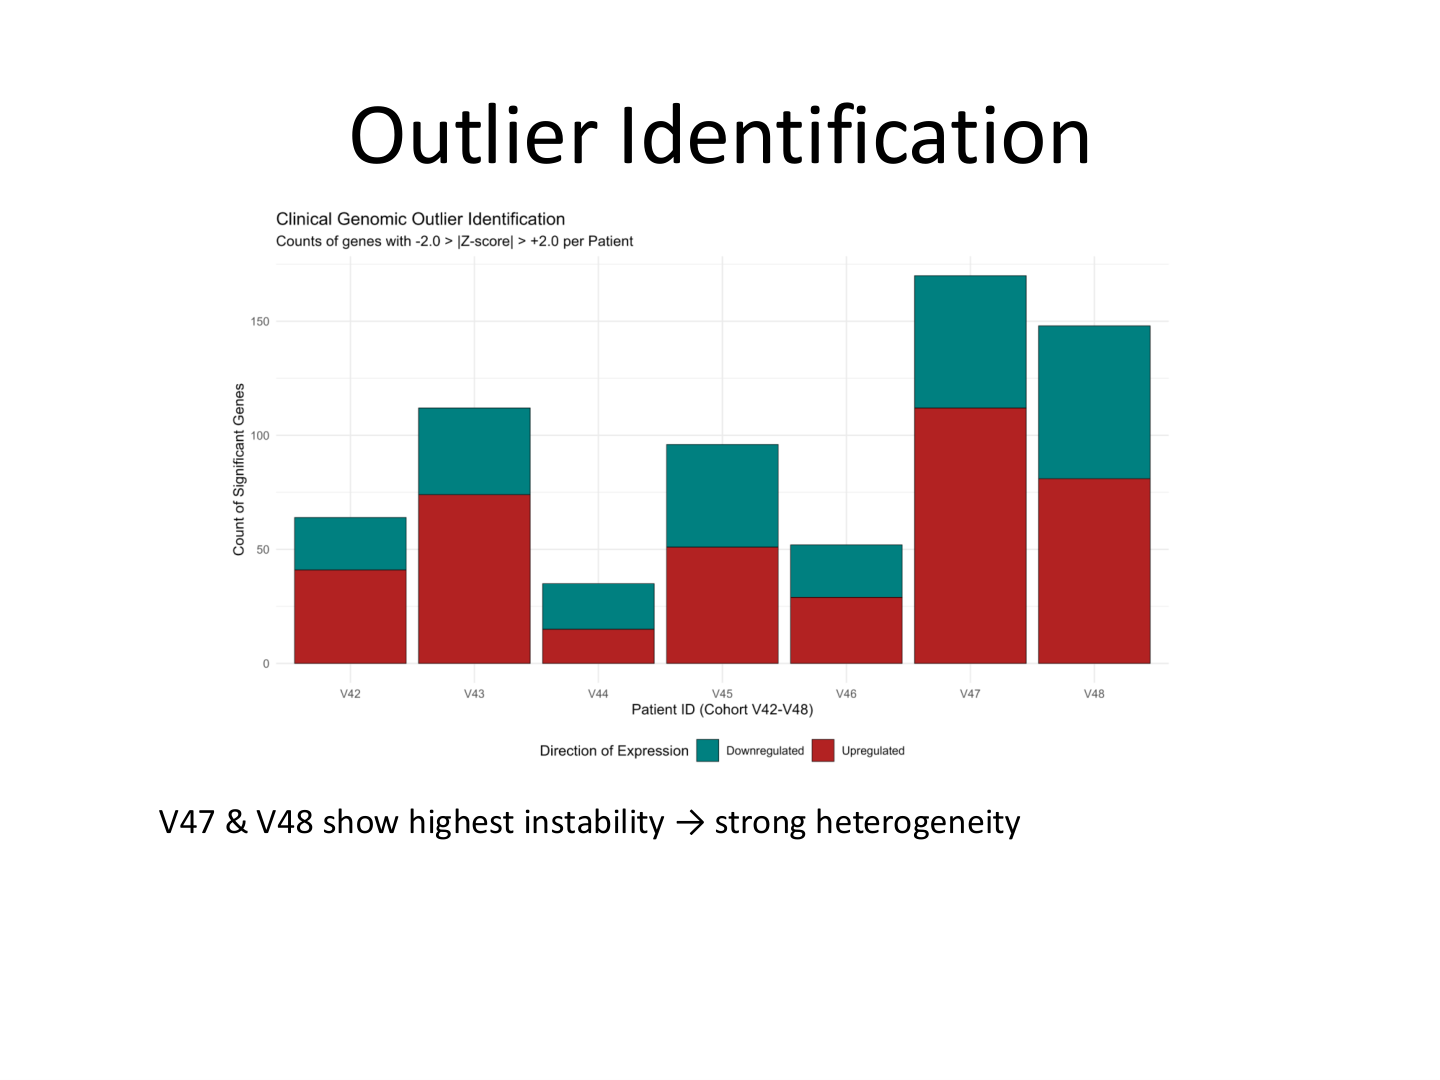 Outlier Identification
Clinical Genomic Outlier Identification
Counts of genes with -2.0 > |Z-score| > +2.0 per Patient
Count of Significant Genes
150
100
50
0
V42 V43 V44 V45 V46 V47 V48
Patient ID (Cohort V42-V48)
Direction of Expression Downregulated Upregulated
V47 & V48 show highest instability → strong heterogeneity